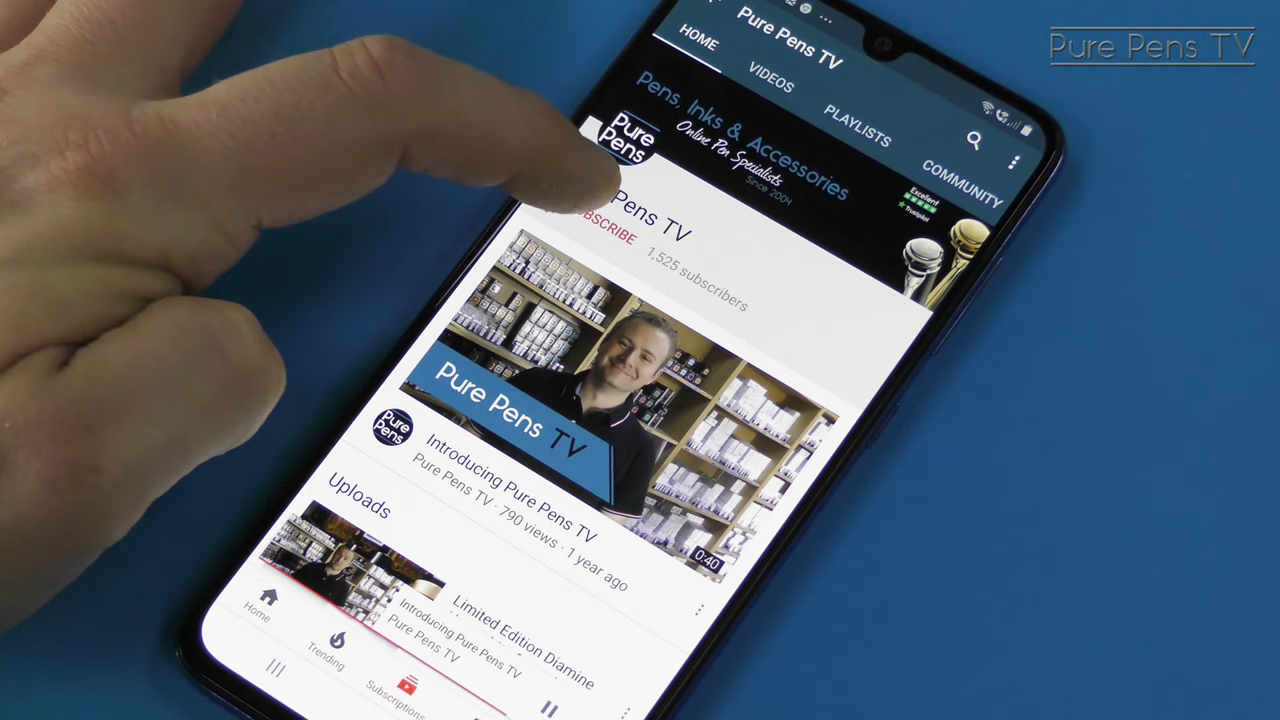 Pure Pens TV
Pure Pens TV
HOME
VIDEOS
PLAYLISTS
COMMUNITY
Pens, Inks & Accessories
Online Pen Specialists
Since 2004
Excellent
Trustpilot
Pure
Pens
Pens TV
BSCRIBE 1,525 subscribers
Pure Pens TV
0:40
Pure
Pens
Introducing Pure Pens TV
Pure Pens TV · 790 views · 1 year ago
Uploads
Limited Edition Diamine
Introducing Pure Pens TV
Pure Pens TV
Home
Trending
Subscriptions